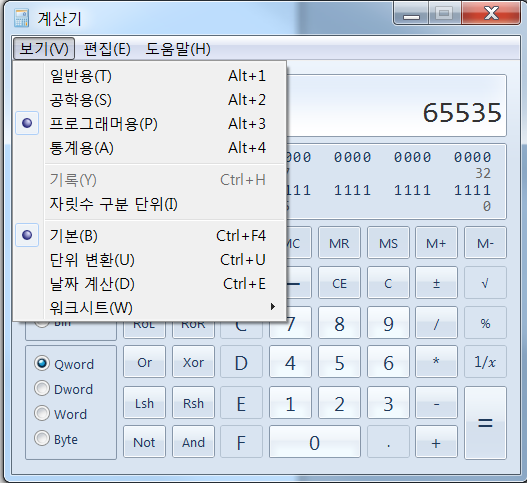 계산기
보기(V) 편집(E) 도움말(H)
일반용(T) Alt+1
공학용(S) Alt+2
프로그래머용(P) Alt+3
통계용(A) Alt+4
기록(Y) Ctrl+H
자릿수 구분 단위(I)
기본(B) Ctrl+F4
단위 변환(U) Ctrl+U
날짜 계산(D) Ctrl+E
워크시트(W)
65535
0000 0000 0000 0000
32
1111 1111 1111 1111
0
MC MR MS M+ M-
CE C ± √
Bin RoL RoR C 7 8 9 / %
Qword Or Xor D 4 5 6 * 1/x
Dword
Word Lsh Rsh E 1 2 3 - =
Byte Not And F 0 . +